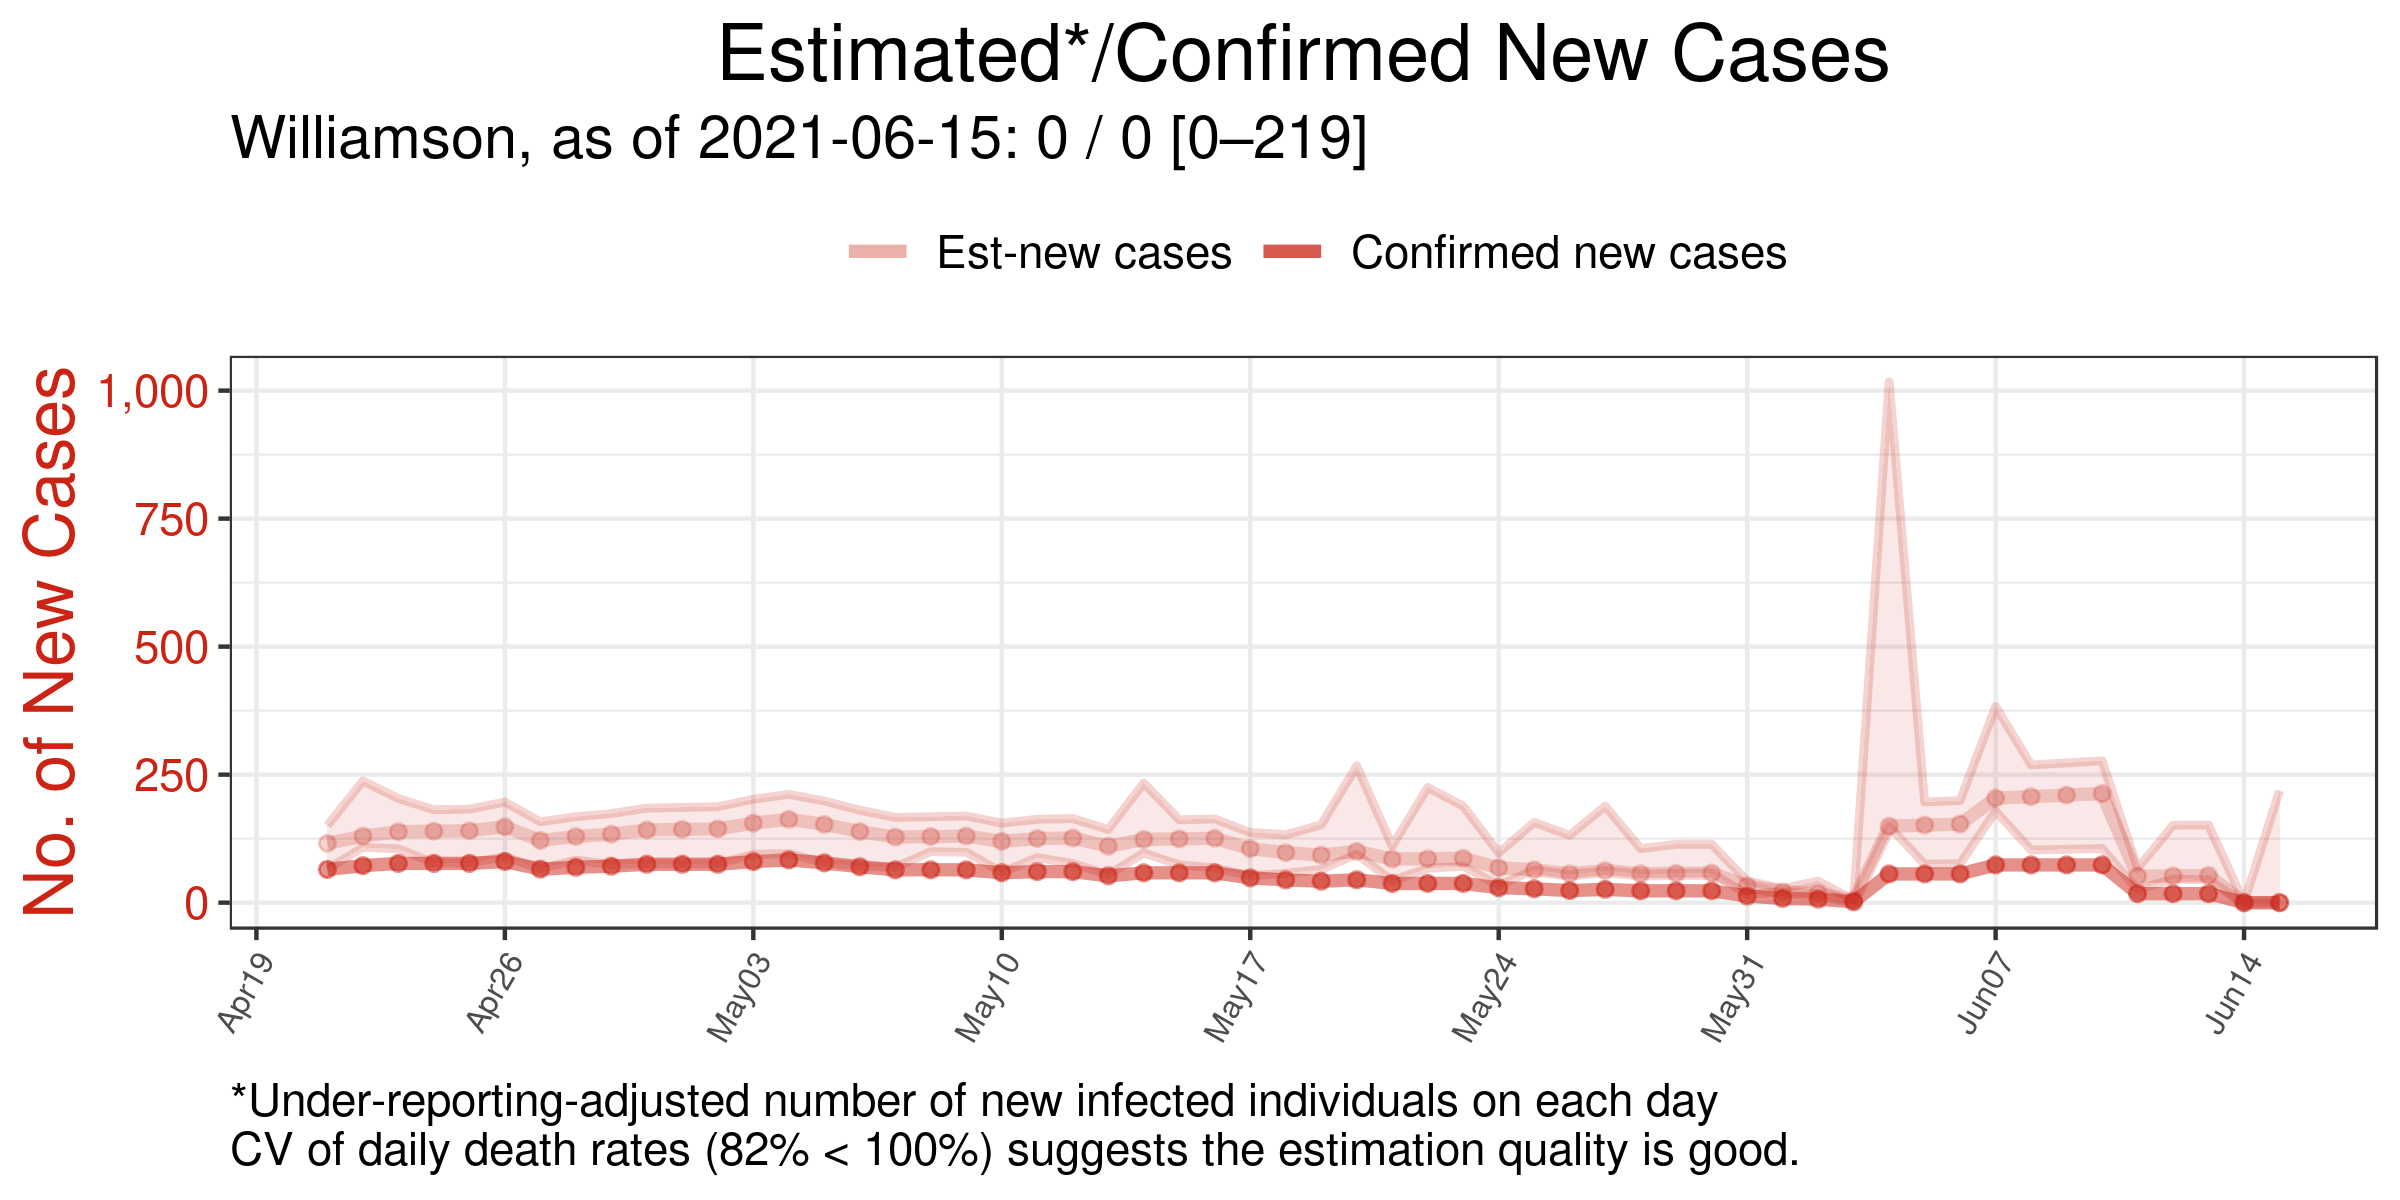 Estimated*/Confirmed New Cases
Williamson, as of 2021-06-15: 0 / 0 [0–219]
Est-new cases Confirmed new cases
No. of New Cases
1,000
750
500
250
0
Apr19 Apr26 May03 May10 May17 May24 May31 Jun07 Jun14
*Under-reporting-adjusted number of new infected individuals on each day
CV of daily death rates (82% < 100%) suggests the estimation quality is good.